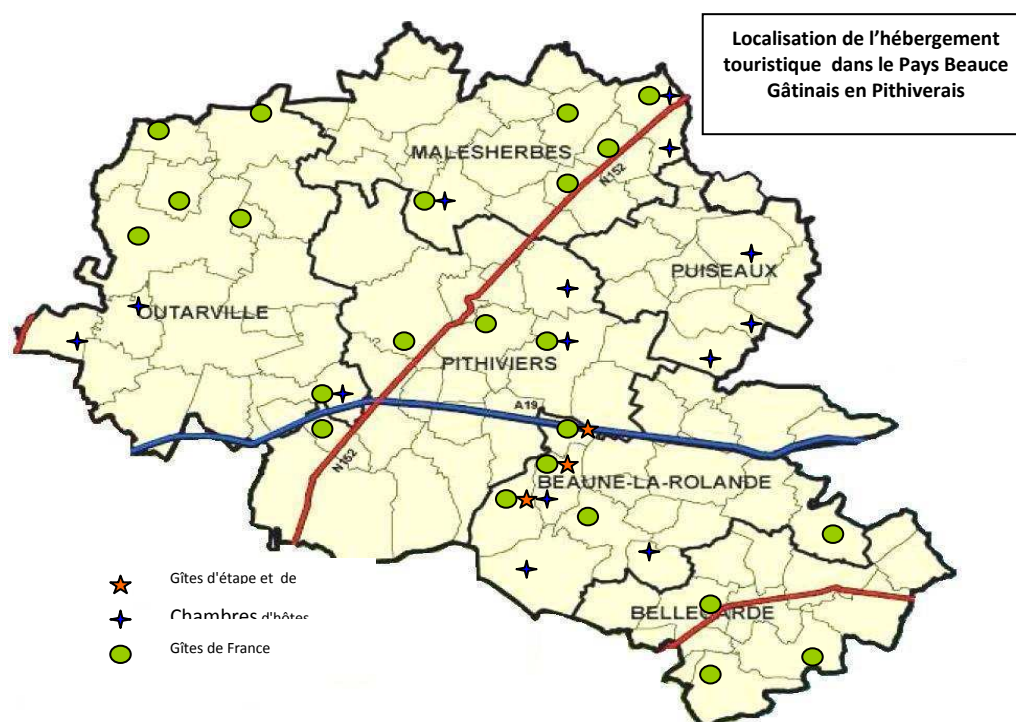 Localisation de l'hébergement
touristique dans le Pays Beauce
Gâtinais en Pithiverais
MALESHERBES
N152
PUISEAUX
OUTARVILLE
PITHIVIERS
A19
N152
BEAUNE-LA-ROLANDE
BELLEGARDE
Gîtes d'étape et de
Chambres d'hôtes
Gîtes de France